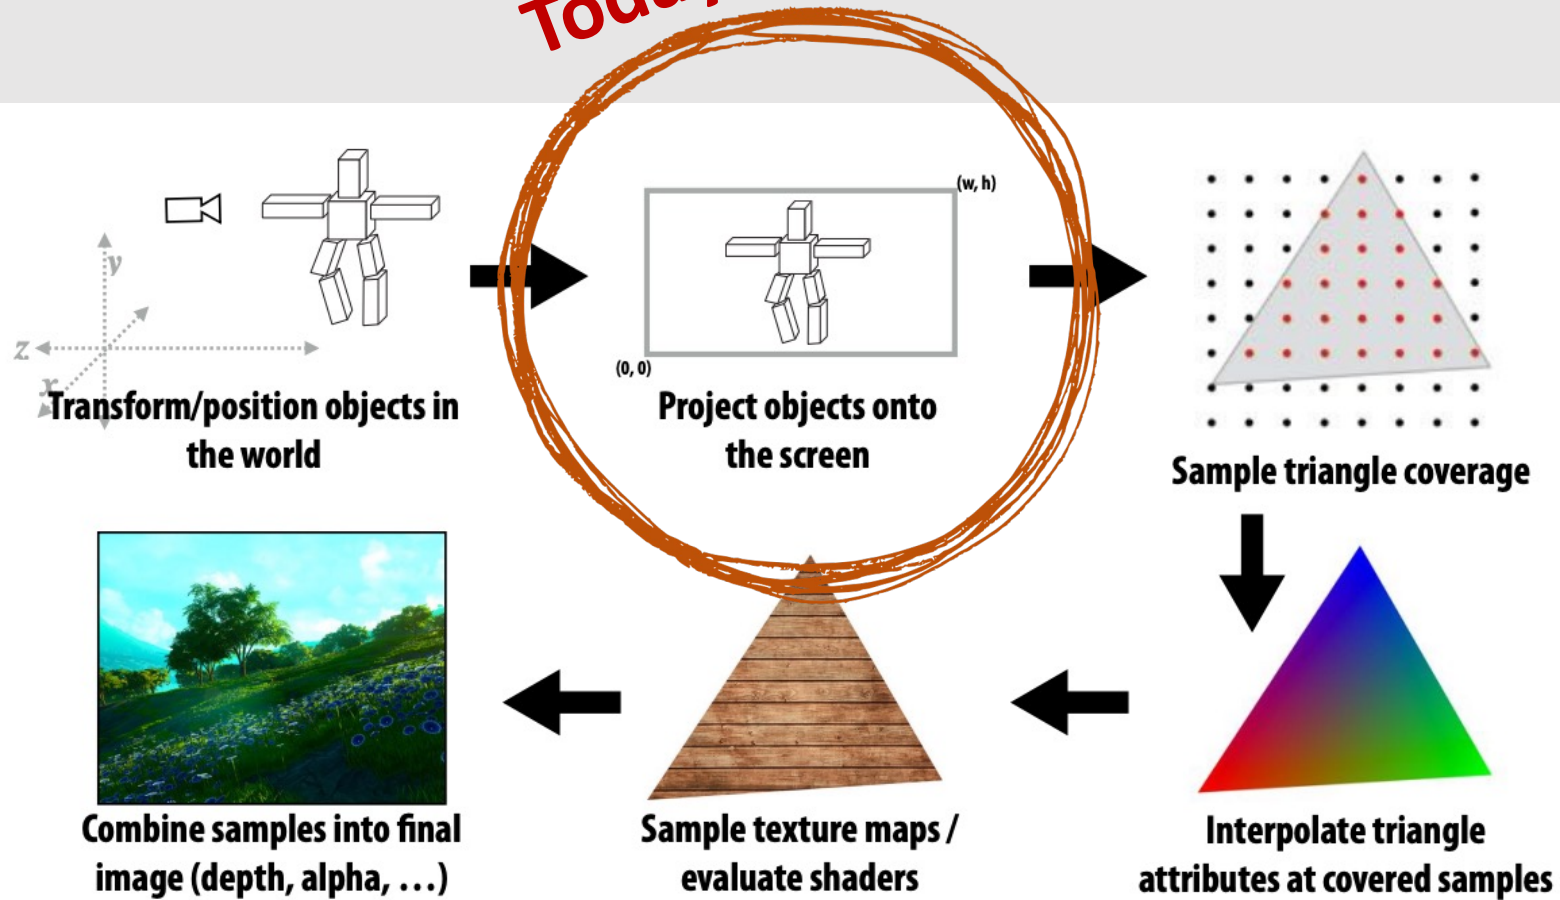 Today
(w, h)
y
z
x
(0, 0)
Transform/position objects in
the world
Project objects onto
the screen
Sample triangle coverage
Combine samples into final
image (depth, alpha, …)
Sample texture maps /
evaluate shaders
Interpolate triangle
attributes at covered samples